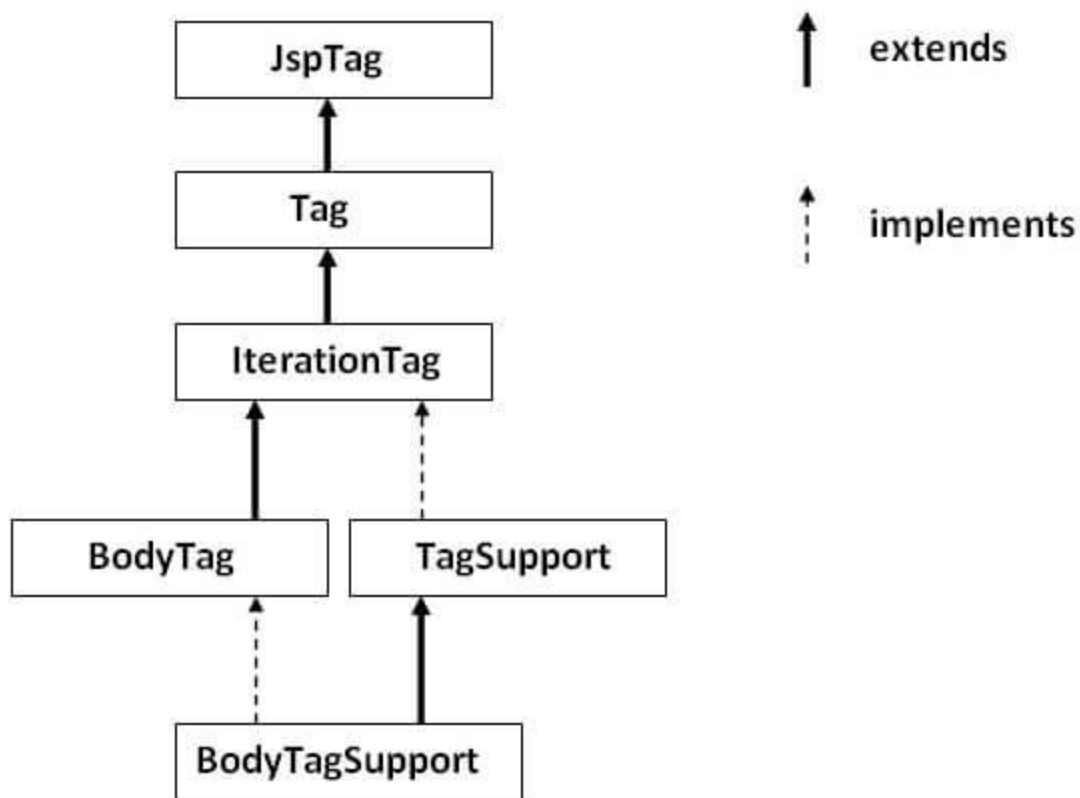 JspTag
extends
Tag
implements
IterationTag
BodyTag
TagSupport
BodyTagSupport